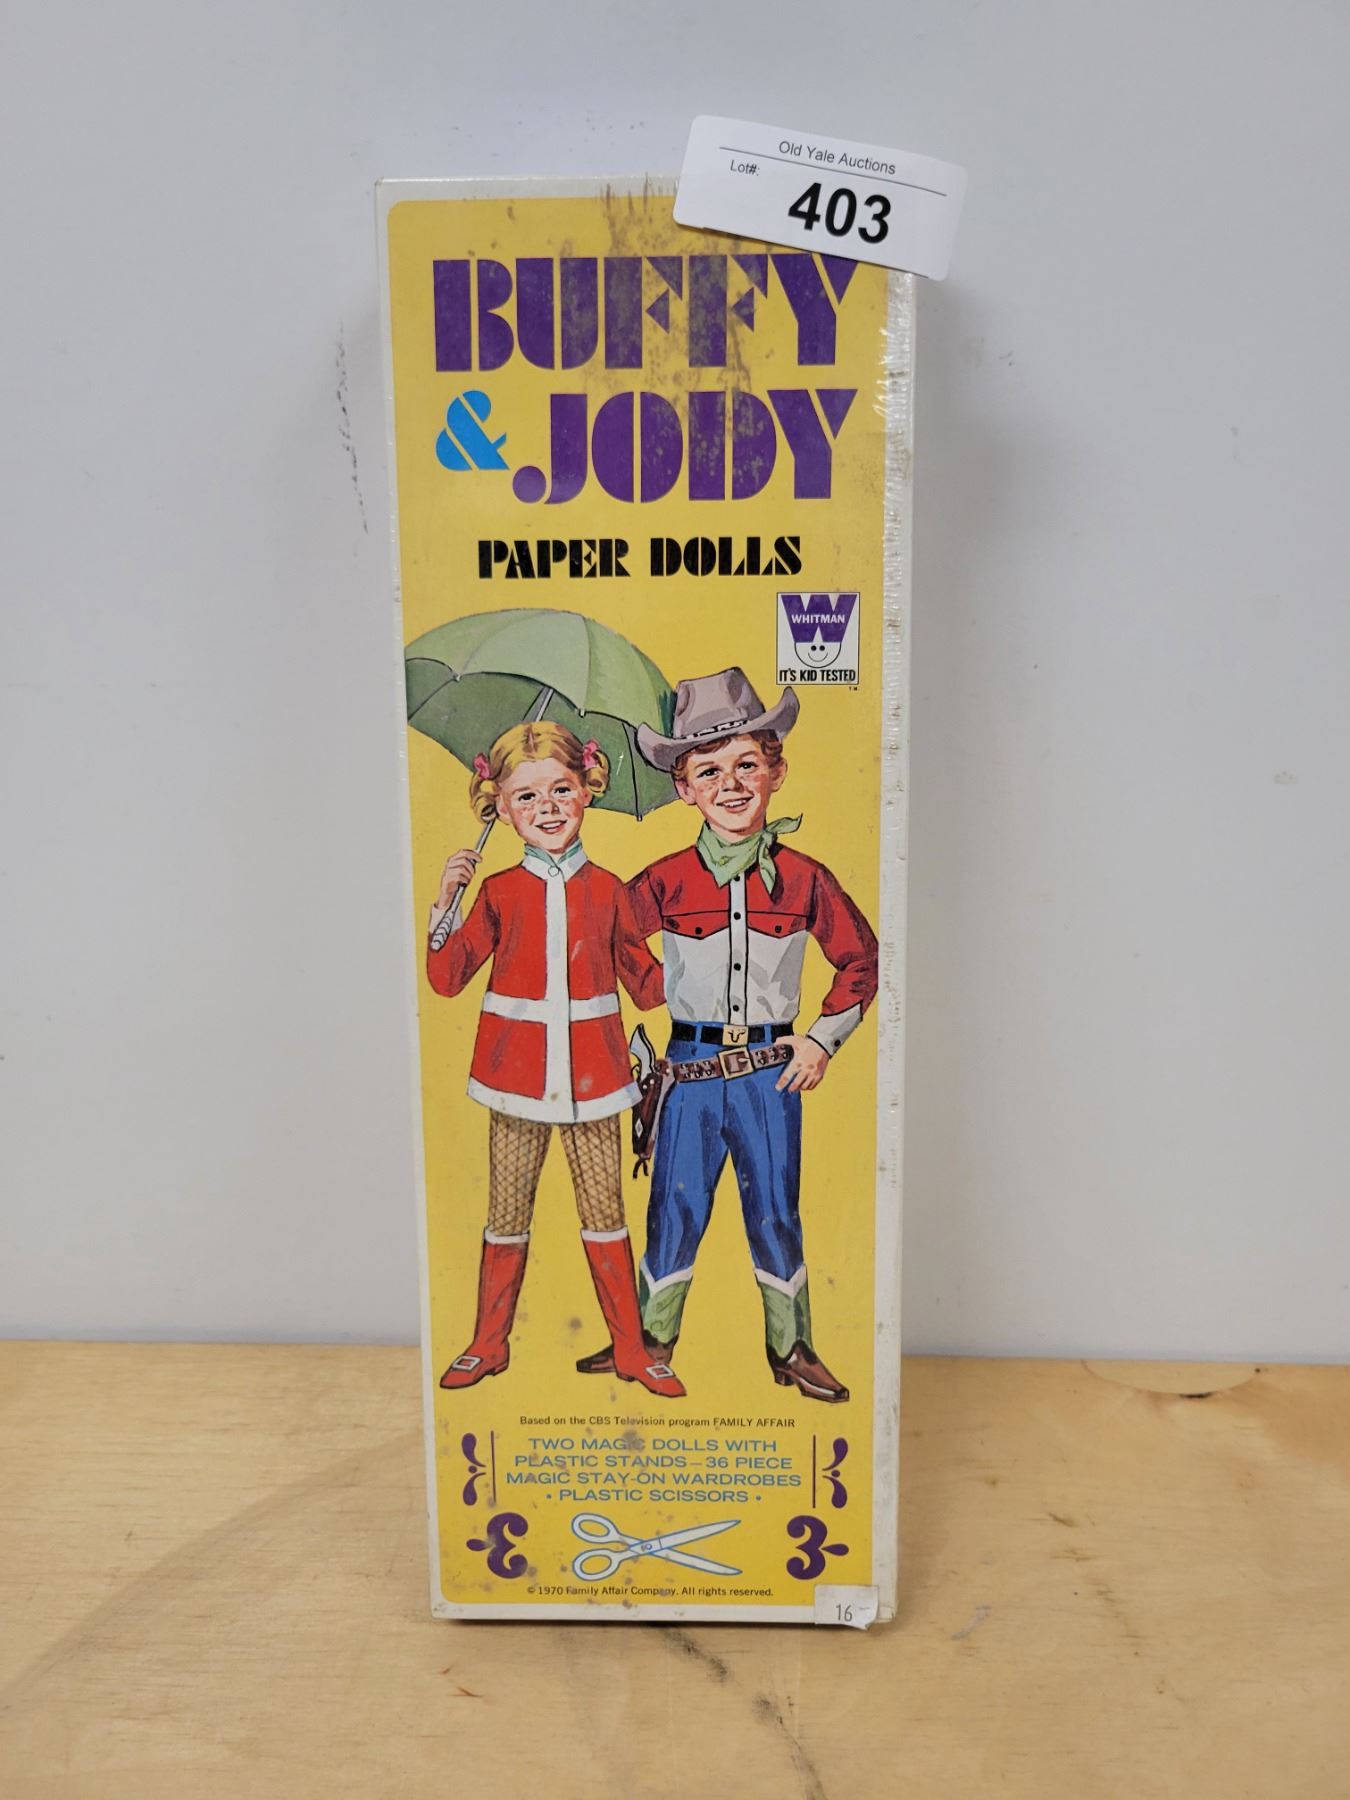 Old Yale Auctions
Lot#:
403
BUFFY
& JODY
PAPER DOLLS
W
WHITMAN
IT'S KID TESTED
T.M.
Based on the CBS Television program FAMILY AFFAIR
TWO MAGIC DOLLS WITH
PLASTIC STANDS – 36 PIECE
MAGIC STAY-ON WARDROBES
• PLASTIC SCISSORS •
© 1970 Family Affair Company. All rights reserved.
16